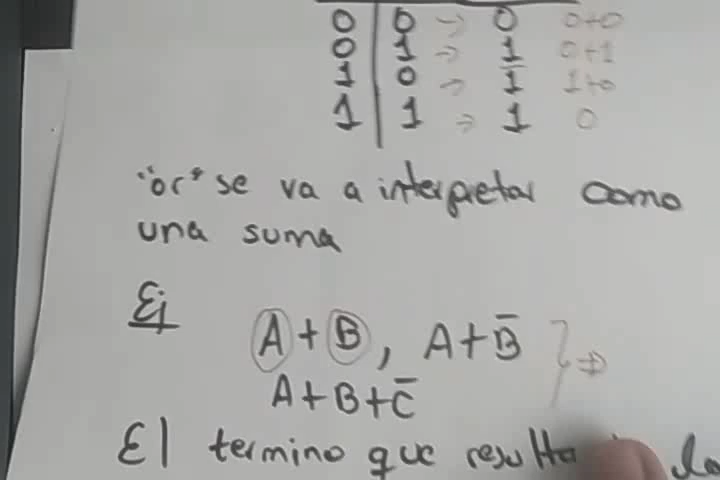 0 | 0 → 0 0+0
0 | 1 → 1 0+1
1 | 0 → 1 1+0
1 | 1 → 1 0
"or" se va a interpretar como
una suma
Ej
A + B, A + B̅ } ⇒
A + B + C̅
El termino que resulta